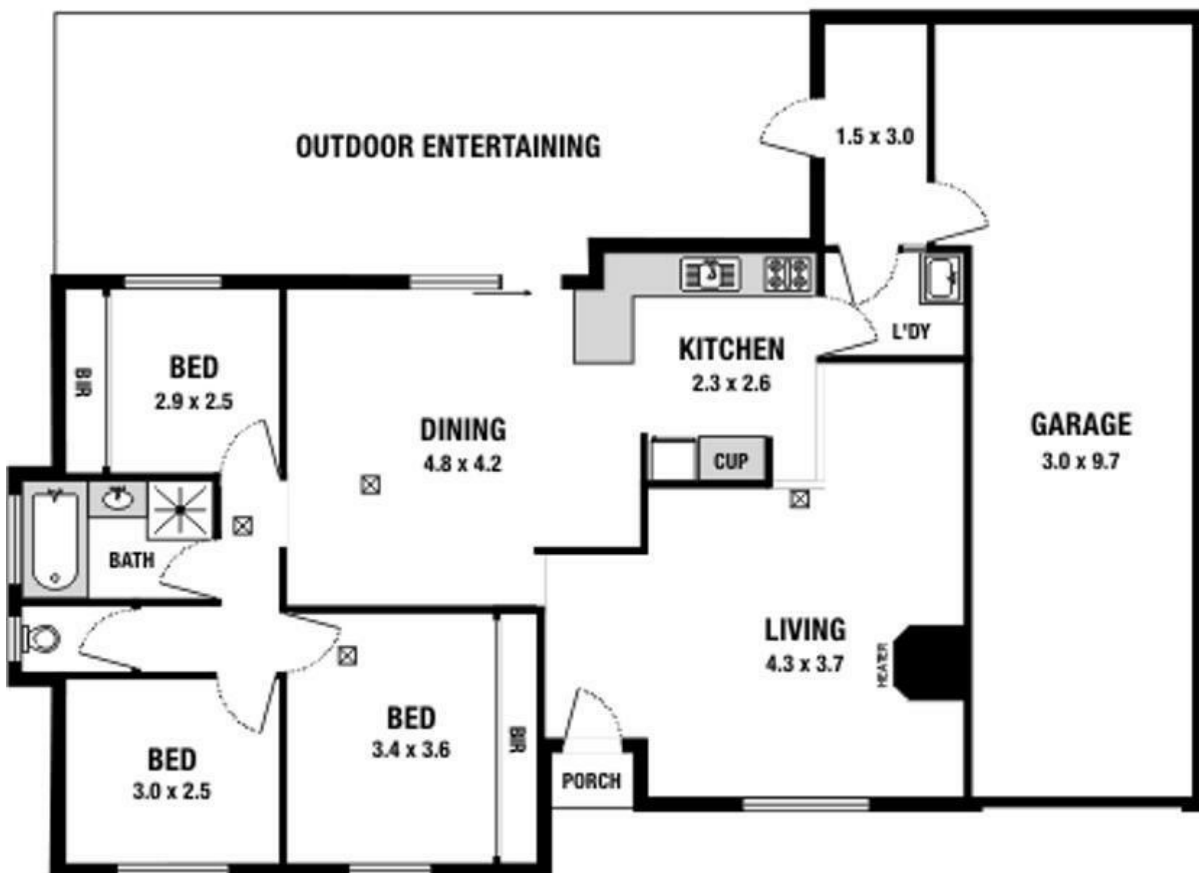 OUTDOOR ENTERTAINING
1.5 x 3.0
BIR
BED
2.9 x 2.5
DINING
4.8 x 4.2
KITCHEN
2.3 x 2.6
L'DY
CUP
GARAGE
3.0 x 9.7
BATH
LIVING
4.3 x 3.7
HEATER
BED
3.4 x 3.6
BIR
BED
3.0 x 2.5
PORCH